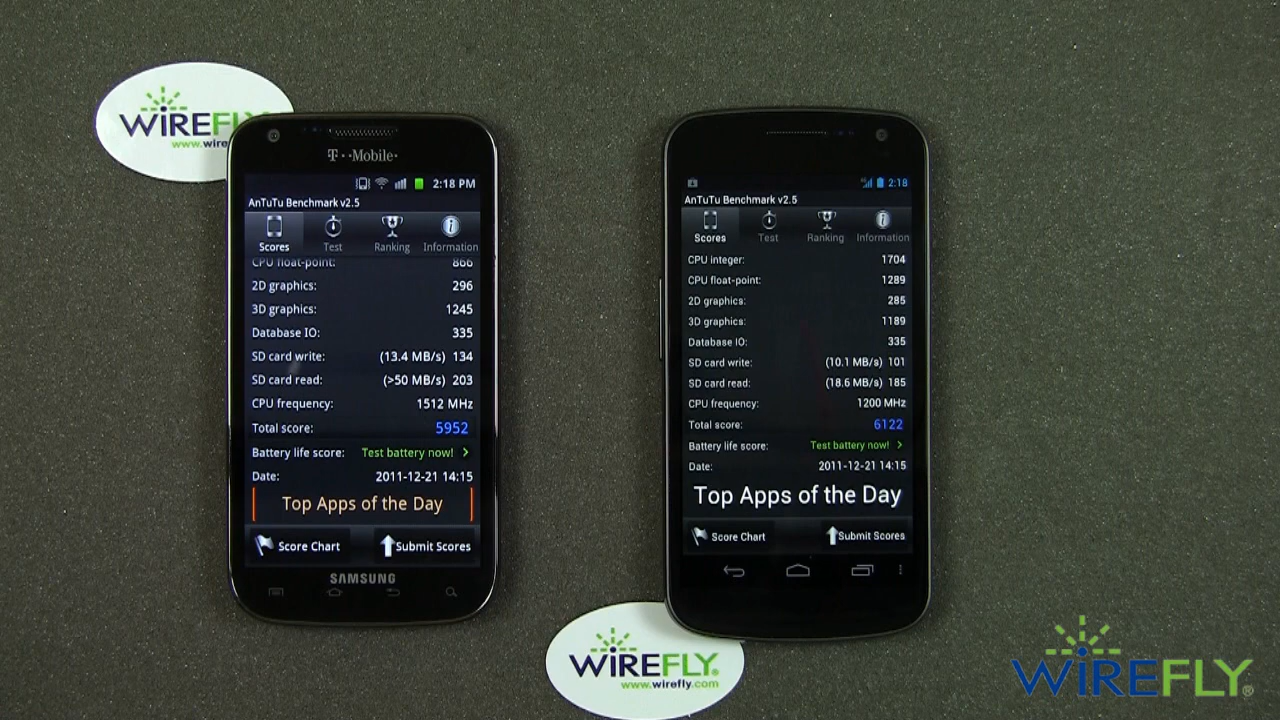 WIREFLY
www.wire
T··Mobile·
2:18 PM
AnTuTu Benchmark v2.5
Scores Test Ranking Information
CPU float-point: 866
2D graphics: 296
3D graphics: 1245
Database IO: 335
SD card write: (13.4 MB/s) 134
SD card read: (>50 MB/s) 203
CPU frequency: 1512 MHz
Total score: 5952
Battery life score: Test battery now! >
Date: 2011-12-21 14:15
Top Apps of the Day
Score Chart Submit Scores
SAMSUNG
4G 2:18
AnTuTu Benchmark v2.5
Scores Test Ranking Information
CPU integer: 1704
CPU float-point: 1289
2D graphics: 285
3D graphics: 1189
Database IO: 335
SD card write: (10.1 MB/s) 101
SD card read: (18.6 MB/s) 185
CPU frequency: 1200 MHz
Total score: 6122
Battery life score: Test battery now! >
Date: 2011-12-21 14:15
Top Apps of the Day
Score Chart Submit Scores
WIREFLY.®
www.wirefly.com
WIREFLY®